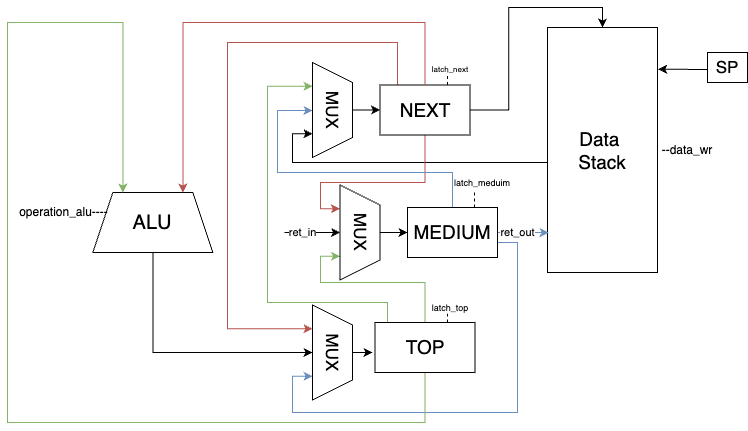 latch_next
MUX
NEXT
SP
Data
Stack
--data_wr
latch_meduim
operation_alu----
ALU
--ret_in
MUX
MEDIUM
ret_out
latch_top
MUX
TOP